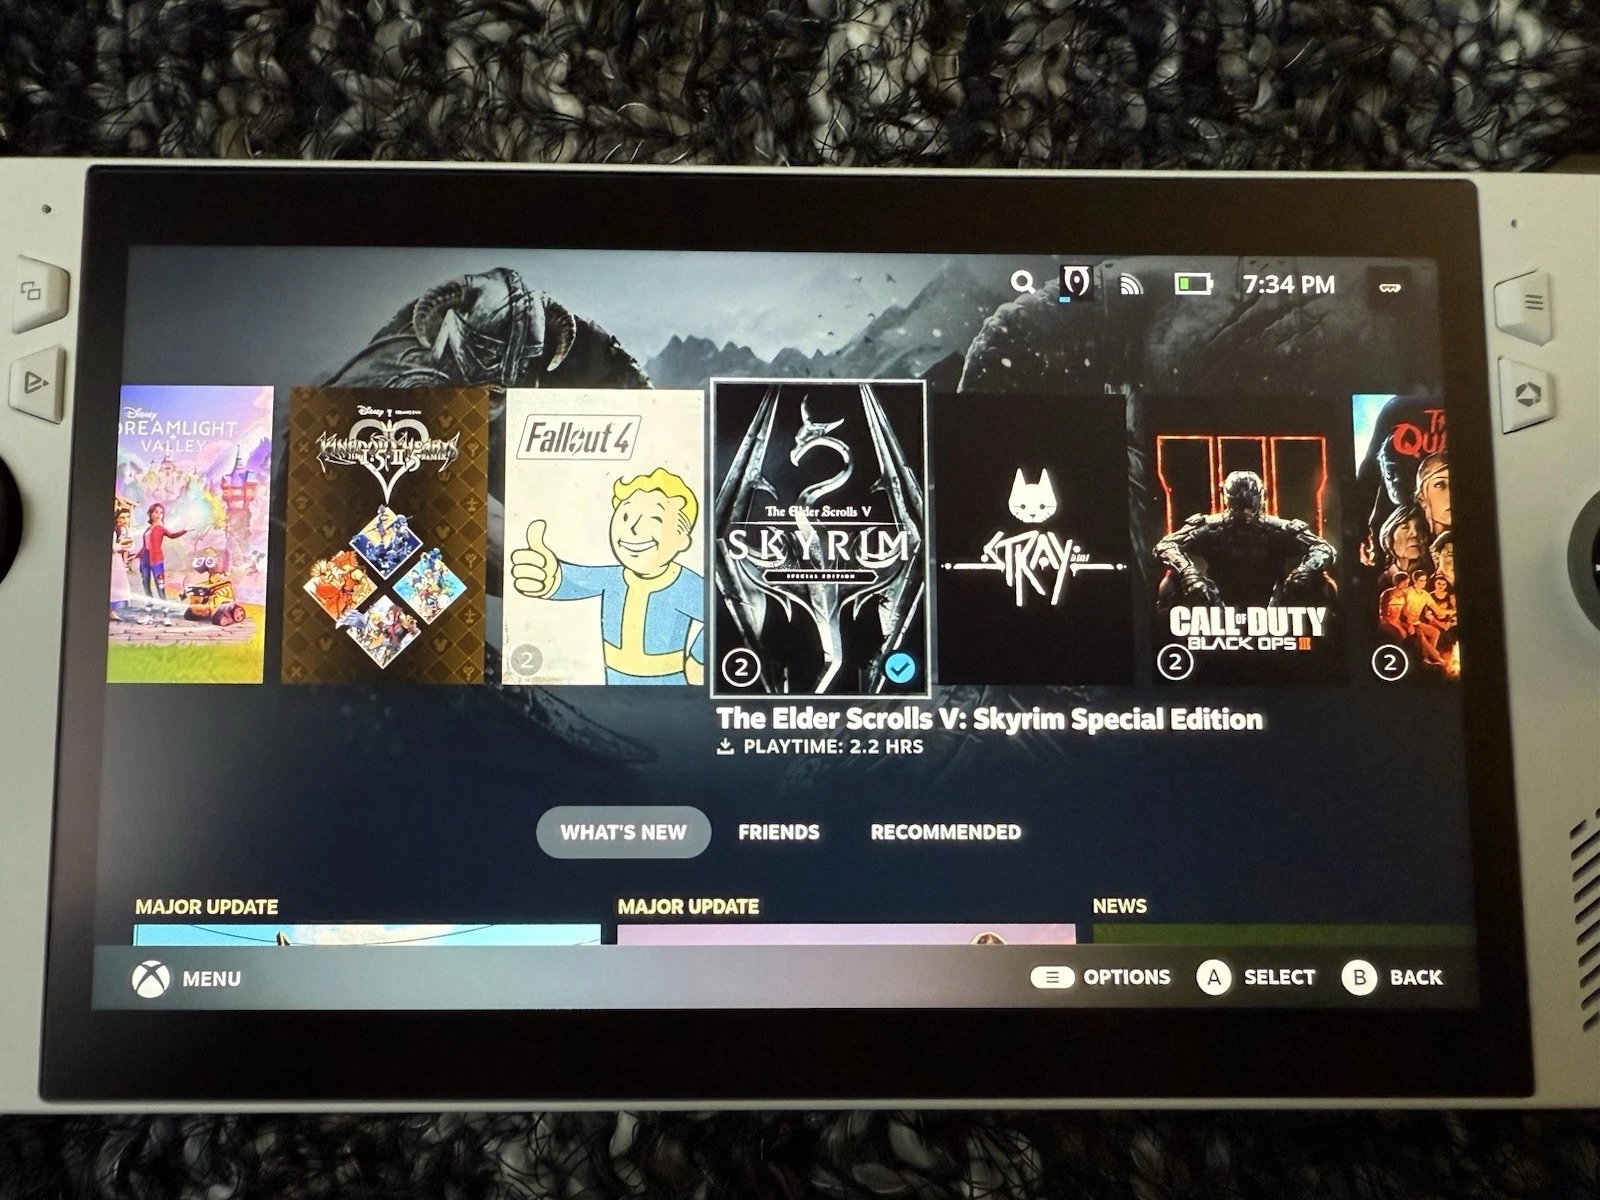 7:34 PM
Disney
DREAMLIGHT
VALLEY
Disney
KINGDOM HEARTS
Fallout 4
2
The Elder Scrolls V
SKYRIM
SPECIAL EDITION
2
STRAY
CALL OF DUTY
BLACK OPS III
2
2
The Elder Scrolls V: Skyrim Special Edition
PLAYTIME: 2.2 HRS
WHAT'S NEW
FRIENDS
RECOMMENDED
MAJOR UPDATE
MAJOR UPDATE
NEWS
MENU
OPTIONS
A SELECT
B BACK